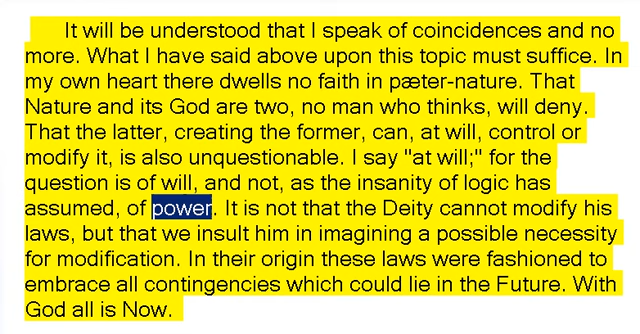 It will be understood that I speak of coincidences and no
more. What I have said above upon this topic must suffice. In
my own heart there dwells no faith in pæter-nature. That
Nature and its God are two, no man who thinks, will deny.
That the latter, creating the former, can, at will, control or
modify it, is also unquestionable. I say "at will;" for the
question is of will, and not, as the insanity of logic has
assumed, of power. It is not that the Deity cannot modify his
laws, but that we insult him in imagining a possible necessity
for modification. In their origin these laws were fashioned to
embrace all contingencies which could lie in the Future. With
God all is Now.